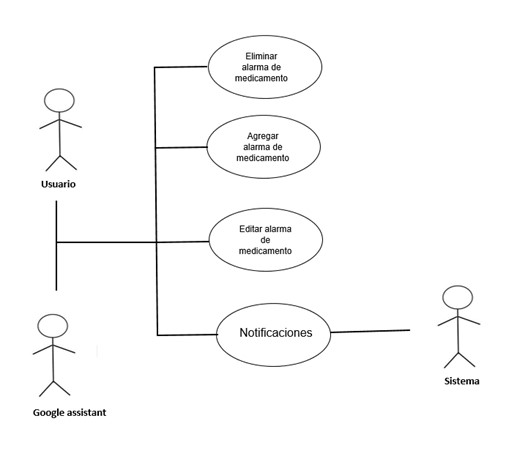 Eliminar
alarma de
medicamento
Agregar
alarma de
medicamento
Usuario
Editar alarma
de
medicamento
Notificaciones
Sistema
Google assistant